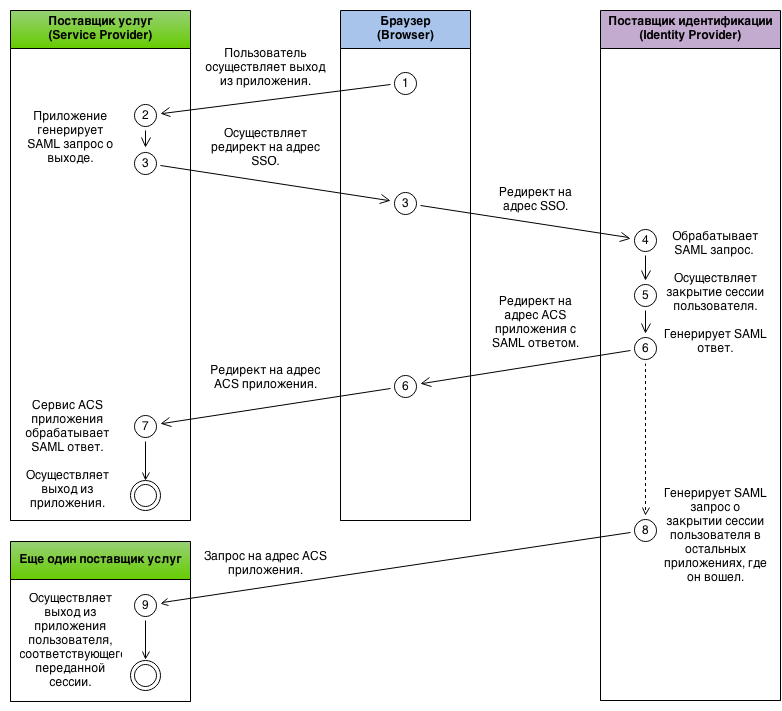 Поставщик услуг
(Service Provider)
Браузер
(Browser)
Поставщик идентификации
(Identity Provider)
Пользователь
осуществляет выход
из приложения.
1
2
Приложение
генерирует
SAML запрос о
выходе.
3
Осуществляет
редирект на адрес
SSO.
3
Редирект на
адрес SSO.
4
Обрабатывает
SAML запрос.
5
Осуществляет
закрытие сессии
пользователя.
6
Генерирует SAML
ответ.
Редирект на
адрес ACS
приложения с
SAML ответом.
6
Редирект на адрес
ACS приложения.
7
Сервис ACS
приложения
обрабатывает
SAML ответ.
Осуществляет
выход из
приложения.
8
Генерирует SAML
запрос о
закрытии сессии
пользователя в
остальных
приложениях, где
он вошел.
Запрос на адрес ACS
приложения.
Еще один поставщик услуг
9
Осуществляет
выход из
приложения
пользователя,
соответствующег
переданной
сессии.